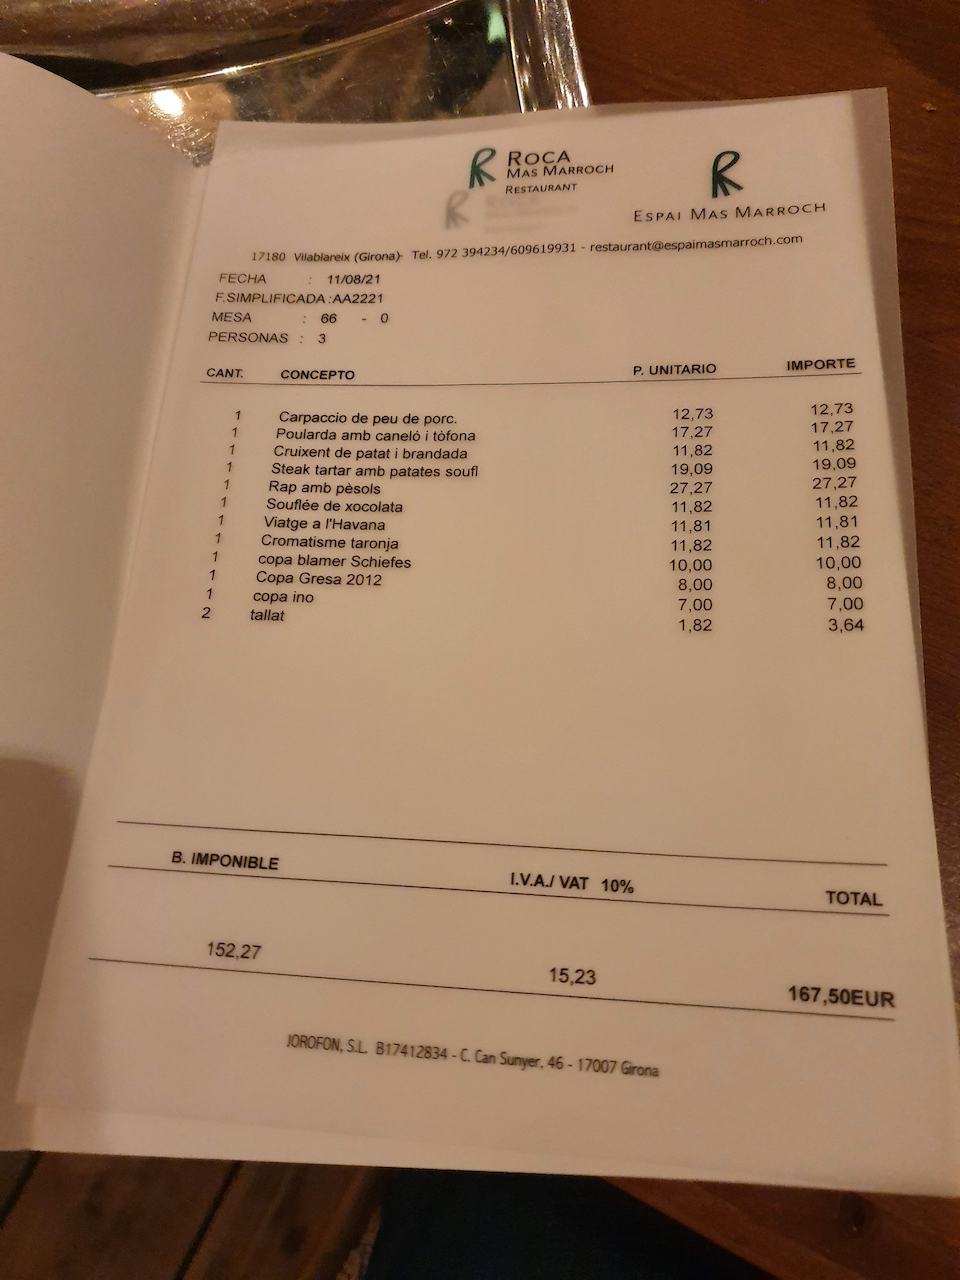 ROCA
MAS MARROCH
RESTAURANT
ESPAI MAS MARROCH
17180 Vilablareix (Girona)- Tel. 972 394234/609619931 - restaurant@espaimasmarroch.com
FECHA : 11/08/21
F.SIMPLIFICADA :AA2221
MESA : 66 - 0
PERSONAS : 3
CANT. CONCEPTO P. UNITARIO IMPORTE
1 Carpaccio de peu de porc. 12,73 12,73
1 Poularda amb caneló i tòfona 17,27 17,27
1 Cruixent de patat i brandada 11,82 11,82
1 Steak tartar amb patates soufl 19,09 19,09
1 Rap amb pèsols 27,27 27,27
1 Souflée de xocolata 11,82 11,82
1 Viatge a l'Havana 11,81 11,81
1 Cromatisme taronja 11,82 11,82
1 copa blamer Schiefes 10,00 10,00
1 Copa Gresa 2012 8,00 8,00
1 copa ino 7,00 7,00
2 tallat 1,82 3,64
B. IMPONIBLE I.V.A./ VAT 10% TOTAL
152,27 15,23 167,50EUR
JOROFON, S.L. B17412834 - C. Can Sunyer, 46 - 17007 Girona